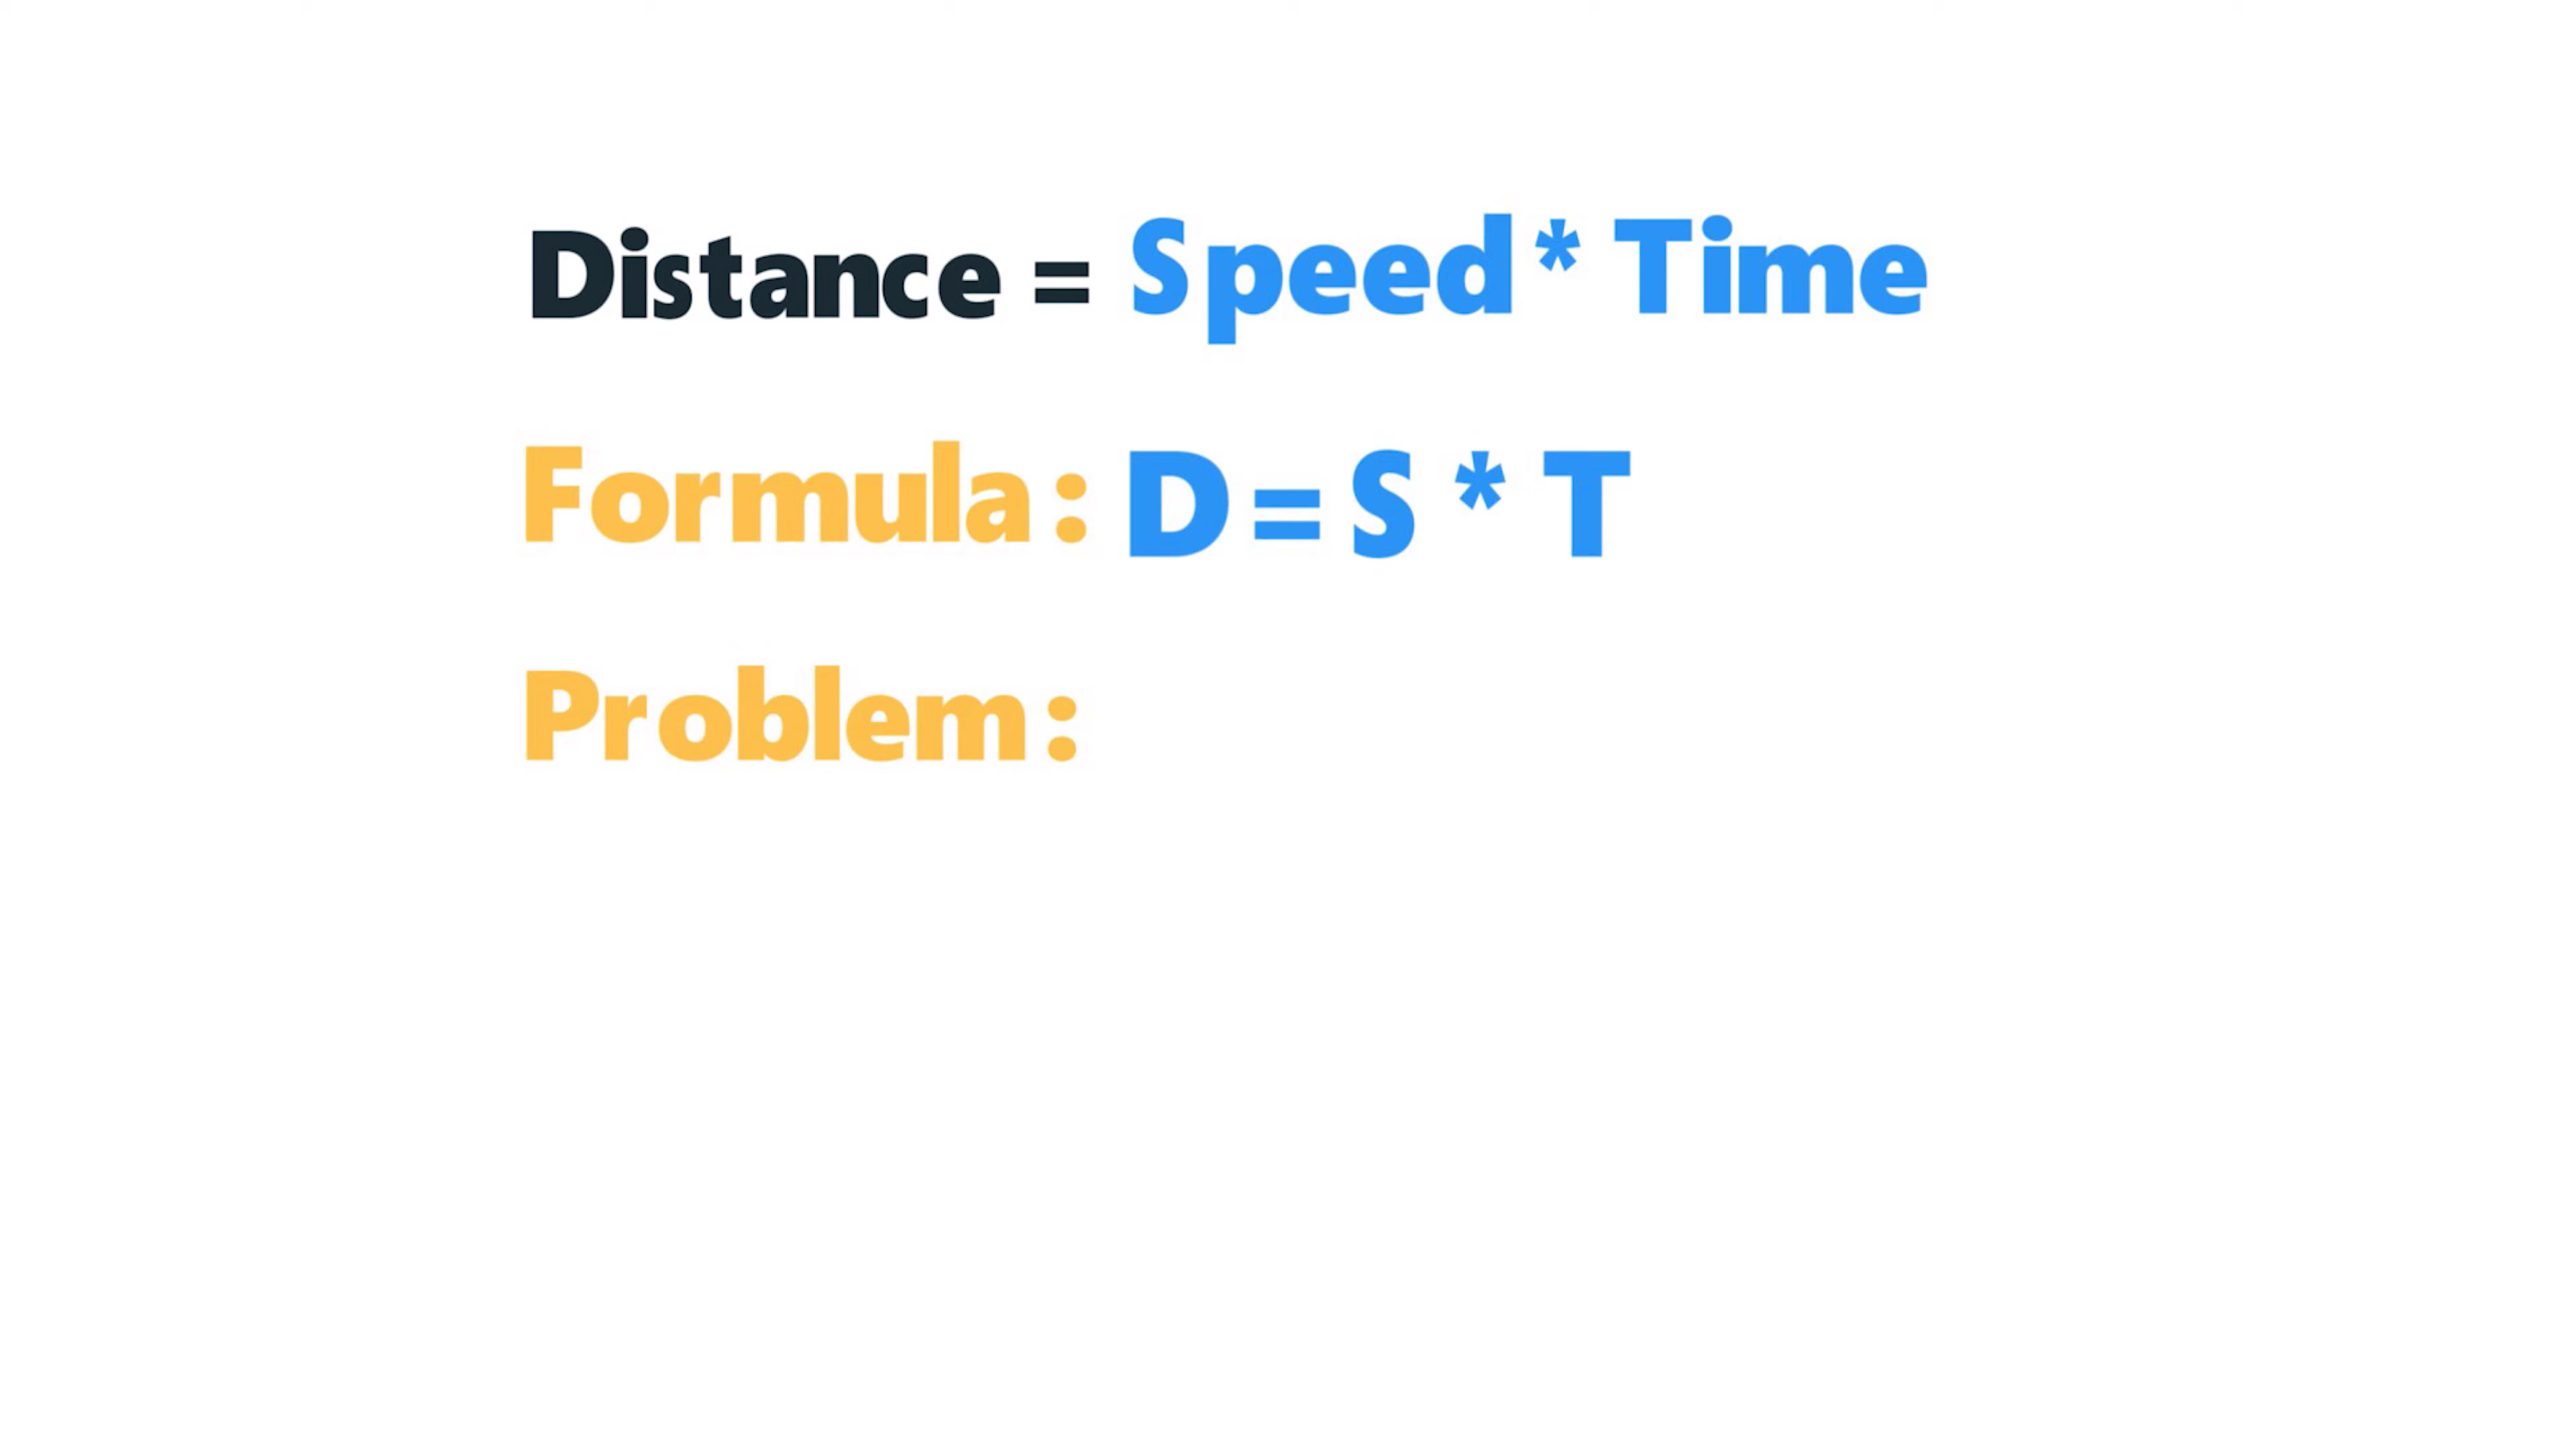 Distance = Speed * Time
Formula: D = S * T
Problem: